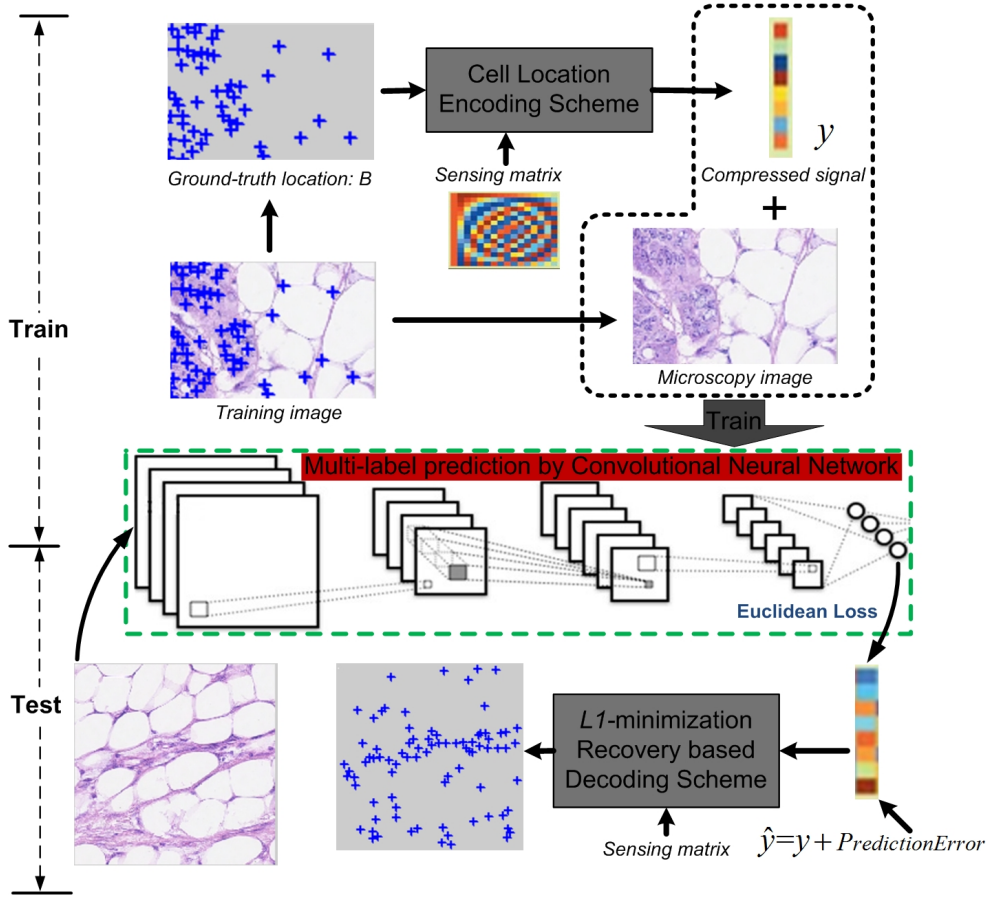 Cell Location
Encoding Scheme
y
Ground-truth location: B
Sensing matrix
Compressed signal
+
Train
Training image
Microscopy image
Train
Multi-label prediction by Convolutional Neural Network
Euclidean Loss
Test
L1-minimization
Recovery based
Decoding Scheme
Sensing matrix
ŷ=y+PredictionError